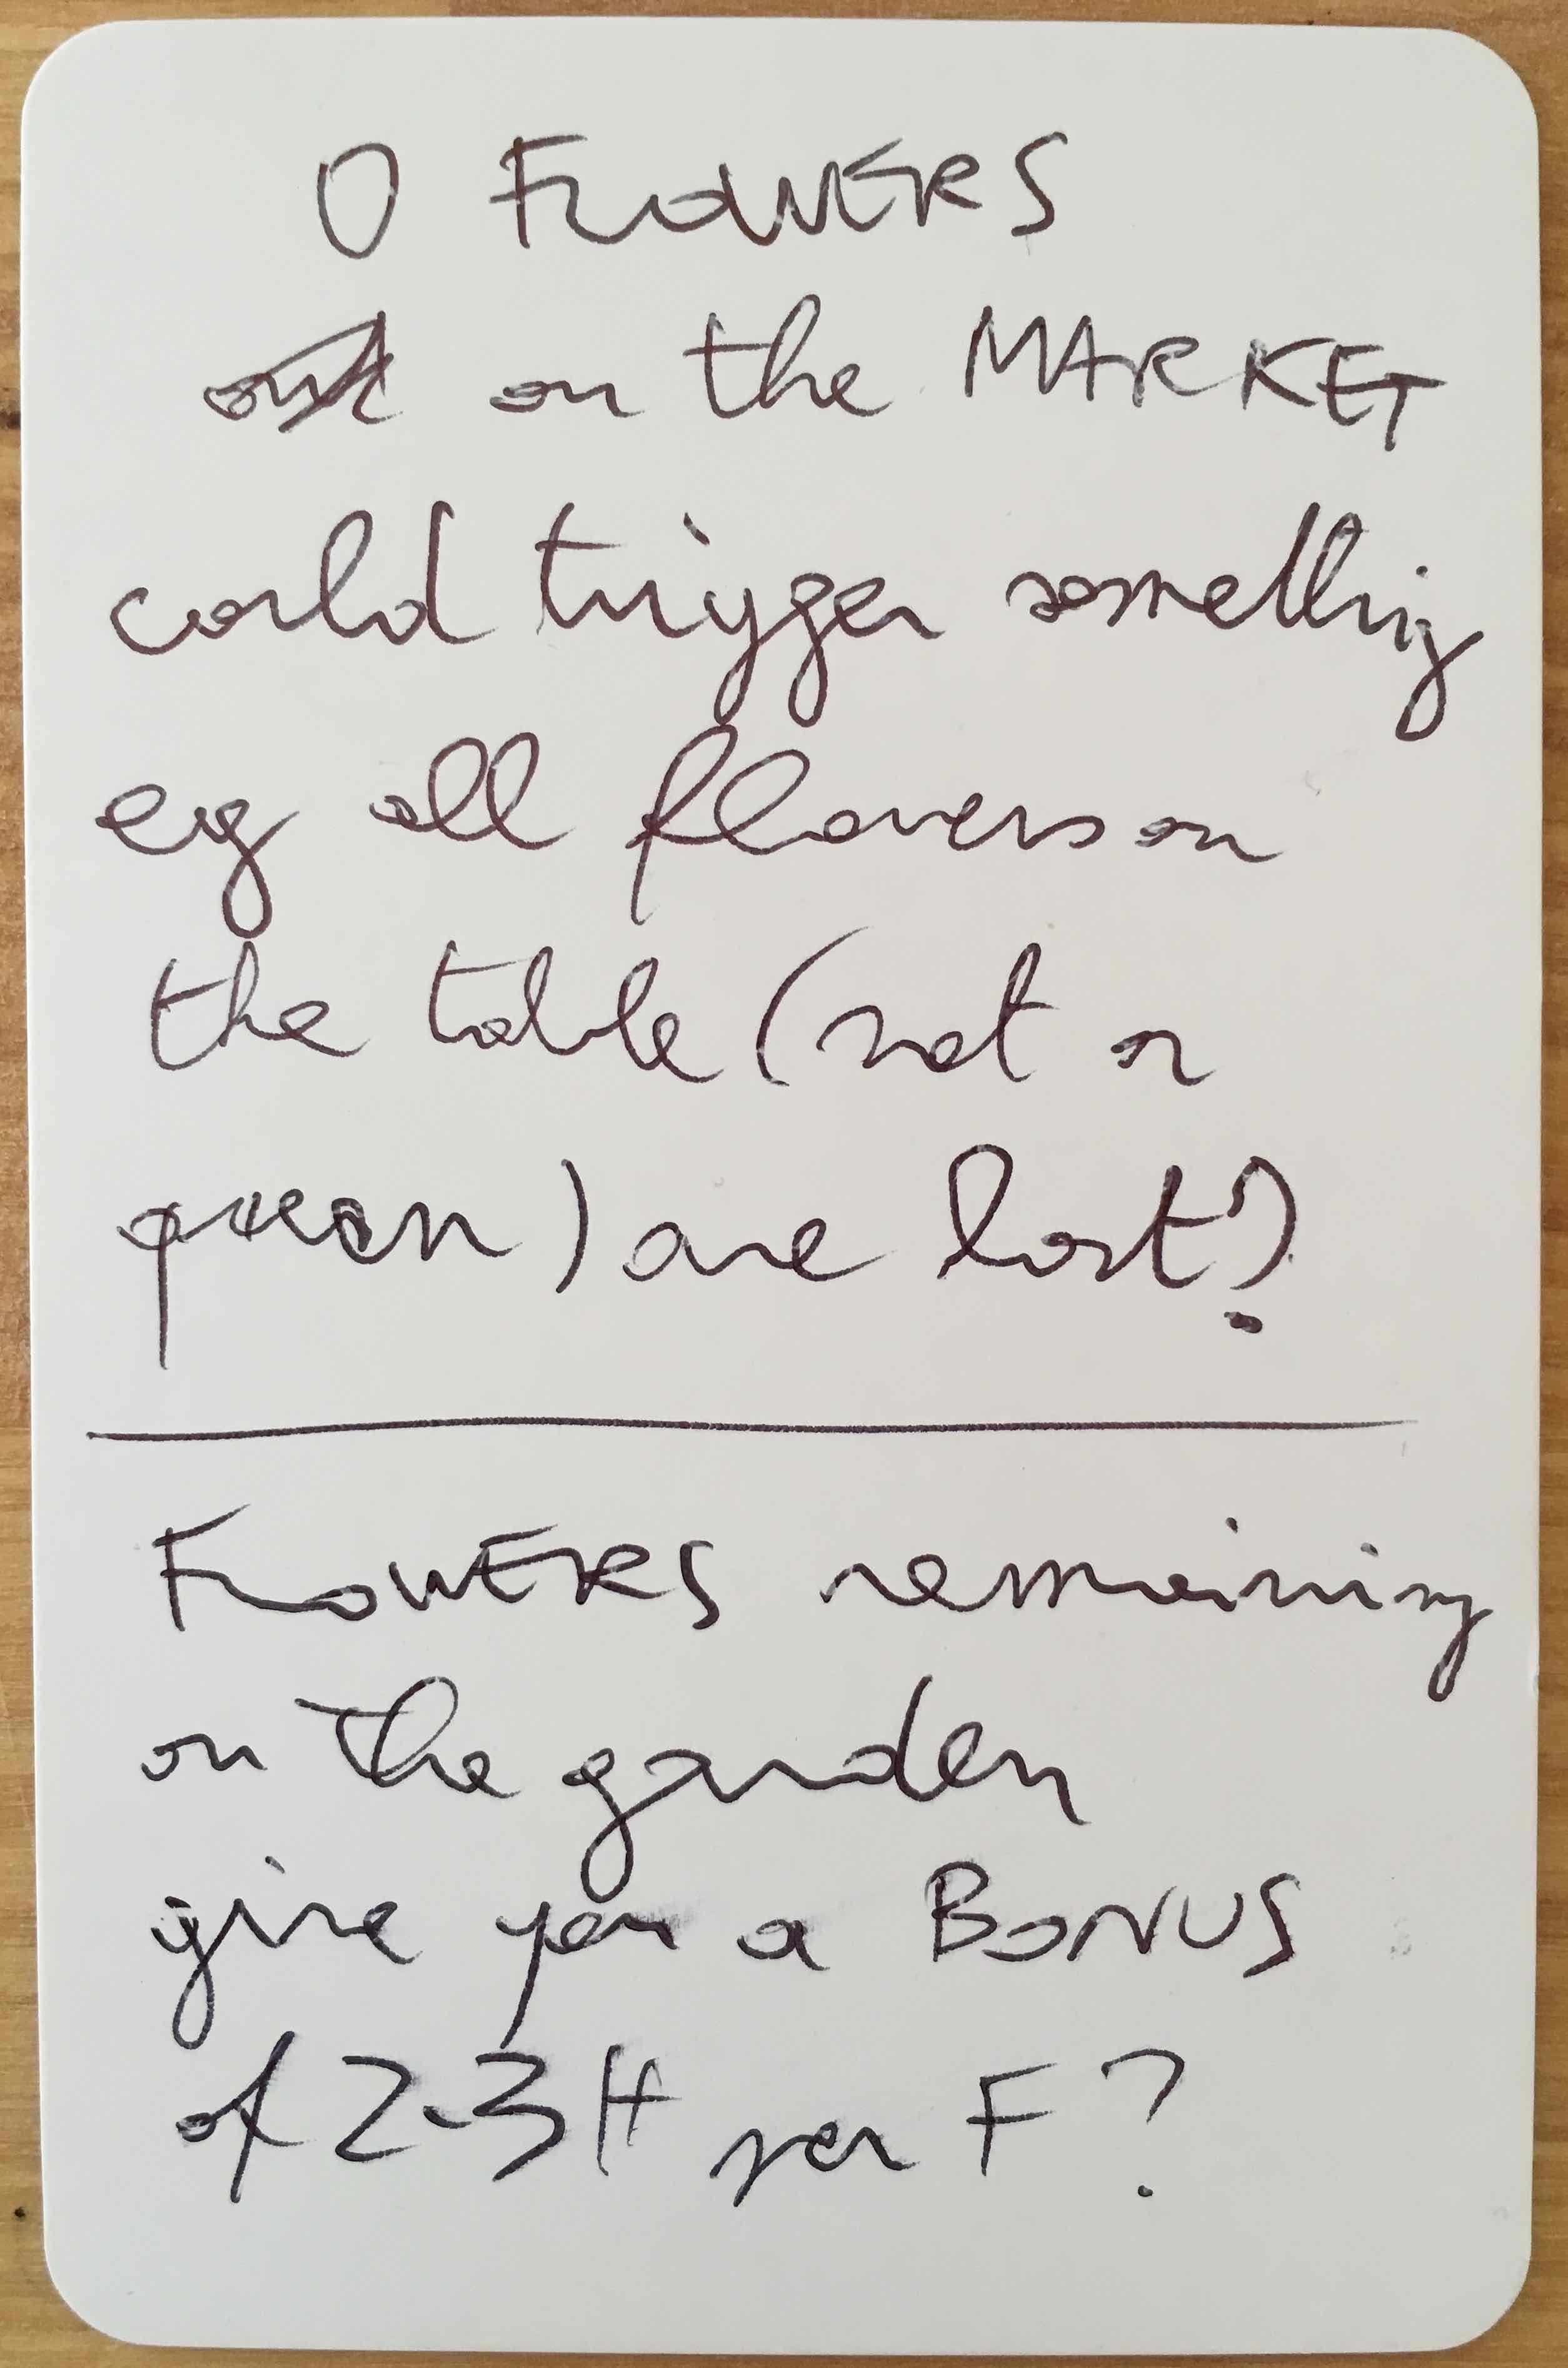 0 FLOWERS
on the MARKET
could trigger something
eg all flowers on
the table (not a
queen) are lost?
FLOWERS remaining
on the garden
give you a BONUS
of 2-3 H per F?